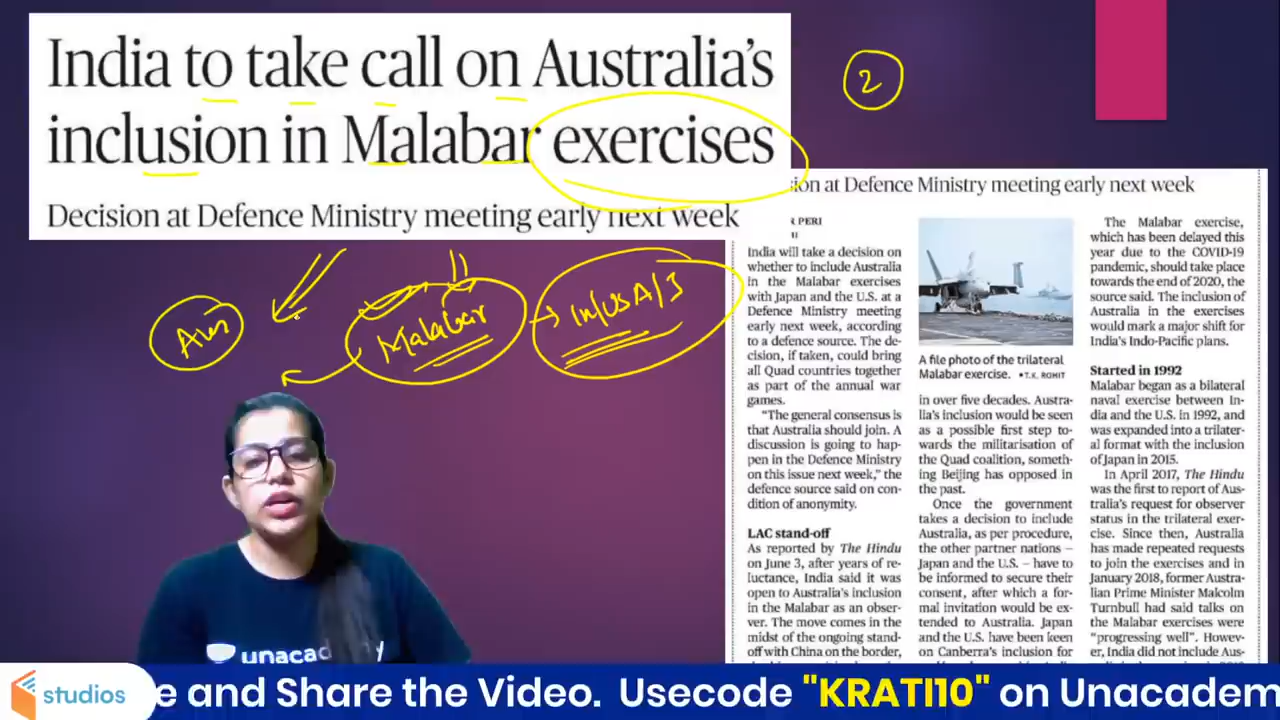 India to take call on Australia's
inclusion in Malabar exercises
Decision at Defence Ministry meeting early next week
2
Aus
Malabar
In/USA/J
ion at Defence Ministry meeting early next week
R PERI
India will take a decision on
whether to include Australia
in the Malabar exercises
with Japan and the U.S. at a
Defence Ministry meeting
early next week, according
to a defence source. The de-
cision, if taken, could bring
all Quad countries together
as part of the annual war
games.
"The general consensus is
that Australia should join. A
discussion is going to hap-
pen in the Defence Ministry
on this issue next week," the
defence source said on con-
dition of anonymity.
LAC stand-off
As reported by The Hindu
on June 3, after years of re-
luctance, India said it was
open to Australia's inclusion
in the Malabar as an obser-
ver. The move comes in the
midst of the ongoing stand-
off with China on the border,
A file photo of the trilateral
Malabar exercise. •T.K. ROHIT
in over five decades. Austra-
lia's inclusion would be seen
as a possible first step to-
wards the militarisation of
the Quad coalition, someth-
ing Beijing has opposed in
the past.
Once the government
takes a decision to include
Australia, as per procedure,
the other partner nations –
Japan and the U.S. – have to
be informed to secure their
consent, after which a for-
mal invitation would be ex-
tended to Australia. Japan
and the U.S. have been keen
on Canberra's inclusion for
The Malabar exercise,
which has been delayed this
year due to the COVID-19
pandemic, should take place
towards the end of 2020, the
source said. The inclusion of
Australia in the exercises
would mark a major shift for
India's Indo-Pacific plans.
Started in 1992
Malabar began as a bilateral
naval exercise between In-
dia and the U.S. in 1992, and
was expanded into a trilater-
al format with the inclusion
of Japan in 2015.
In April 2017, The Hindu
was the first to report of Aus-
tralia's request for observer
status in the trilateral exer-
cise. Since then, Australia
has made repeated requests
to join the exercises and in
January 2018, former Austra-
lian Prime Minister Malcolm
Turnbull had said talks on
the Malabar exercises were
"progressing well". Howev-
er, India did not include Aus-
unacademy
studios
e and Share the Video. Usecode "KRATI10" on Unacadem